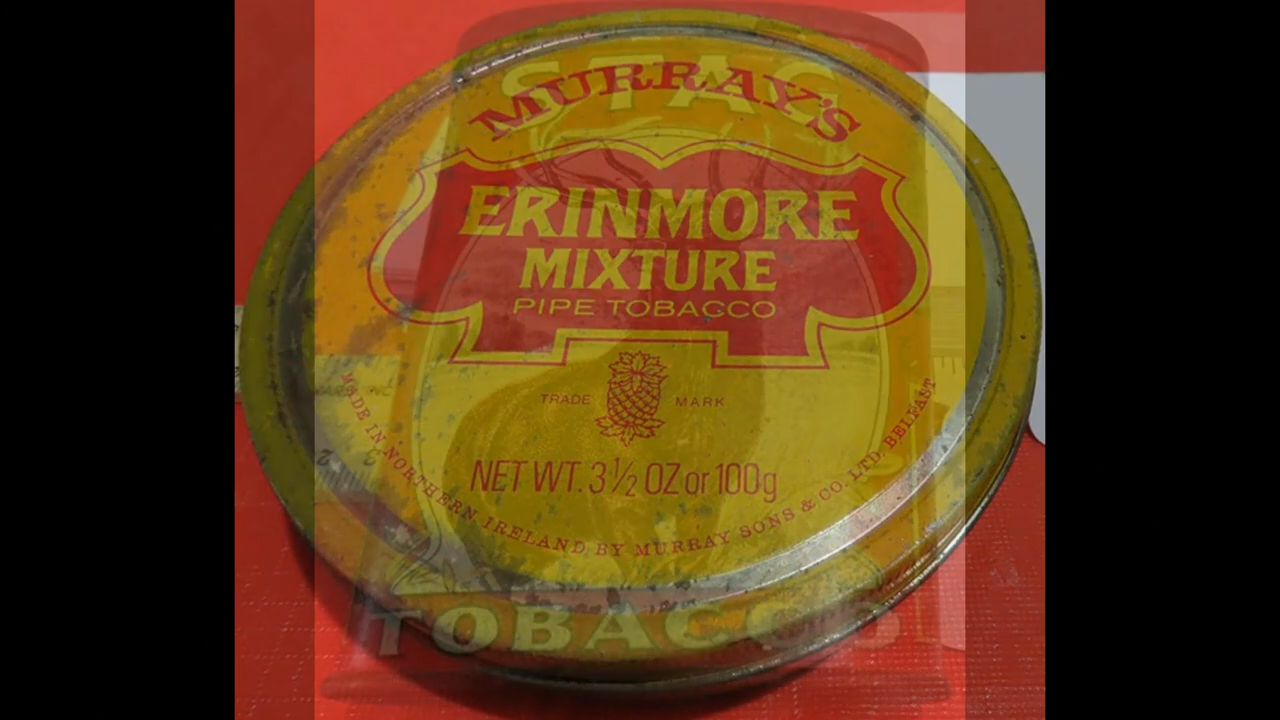 STAG
MURRAY'S
ERINMORE
MIXTURE
PIPE TOBACCO
TRADE MARK
NET WT. 3½ OZ or 100g
MADE IN NORTHERN IRELAND BY MURRAY SONS & CO. LTD. BELFAST
TOBACCO